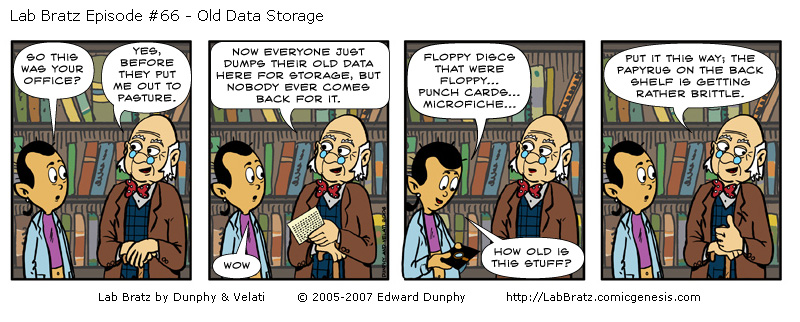 Lab Bratz Episode #66 - Old Data Storage
SO THIS
WAS YOUR
OFFICE?
YES,
BEFORE
THEY PUT
ME OUT TO
PASTURE.
NOW EVERYONE JUST
DUMPS THEIR OLD DATA
HERE FOR STORAGE, BUT
NOBODY EVER COMES
BACK FOR IT.
WOW
FLOPPY DISCS
THAT WERE
FLOPPY...
PUNCH CARDS...
MICROFICHE...
HOW OLD IS
THIS STUFF?
PUT IT THIS WAY; THE
PAPYRUS ON THE BACK
SHELF IS GETTING
RATHER BRITTLE.
Lab Bratz by Dunphy & Velati © 2005-2007 Edward Dunphy http://LabBratz.comicgenesis.com